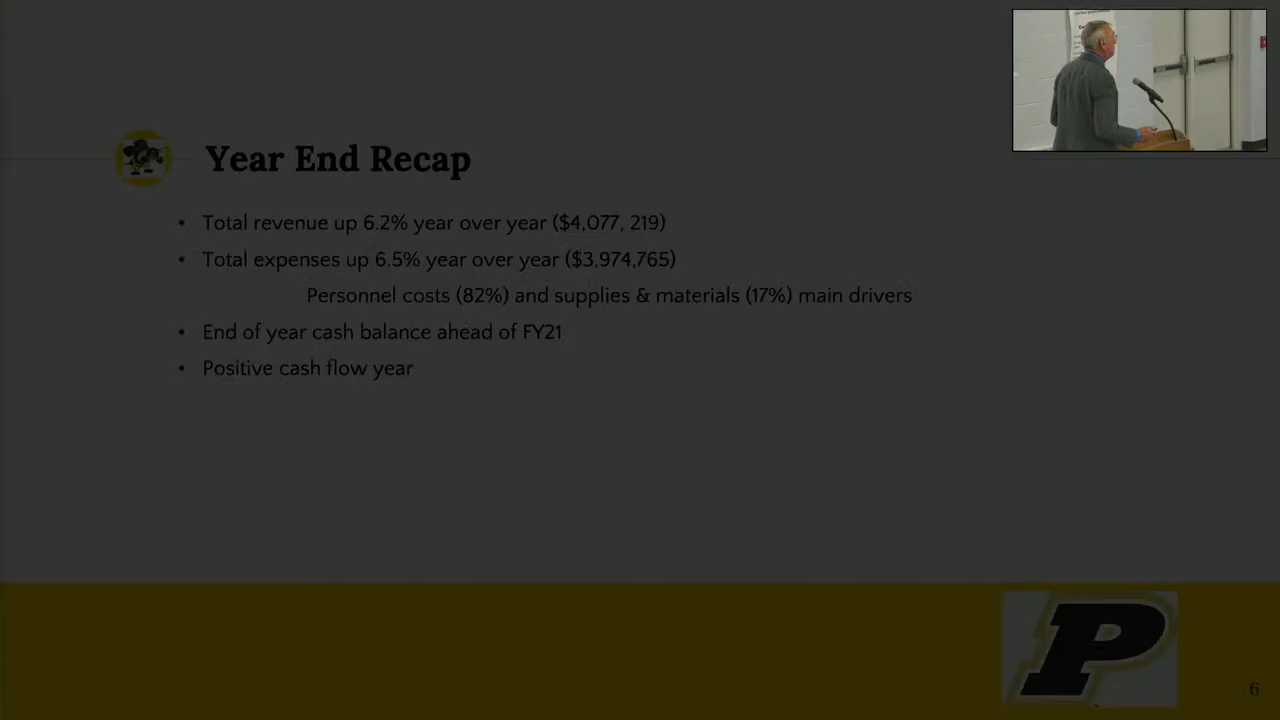 Year End Recap
• Total revenue up 6.2% year over year ($4,077, 219)
• Total expenses up 6.5% year over year ($3,974,765)
Personnel costs (82%) and supplies & materials (17%) main drivers
• End of year cash balance ahead of FY21
• Positive cash flow year
P
6